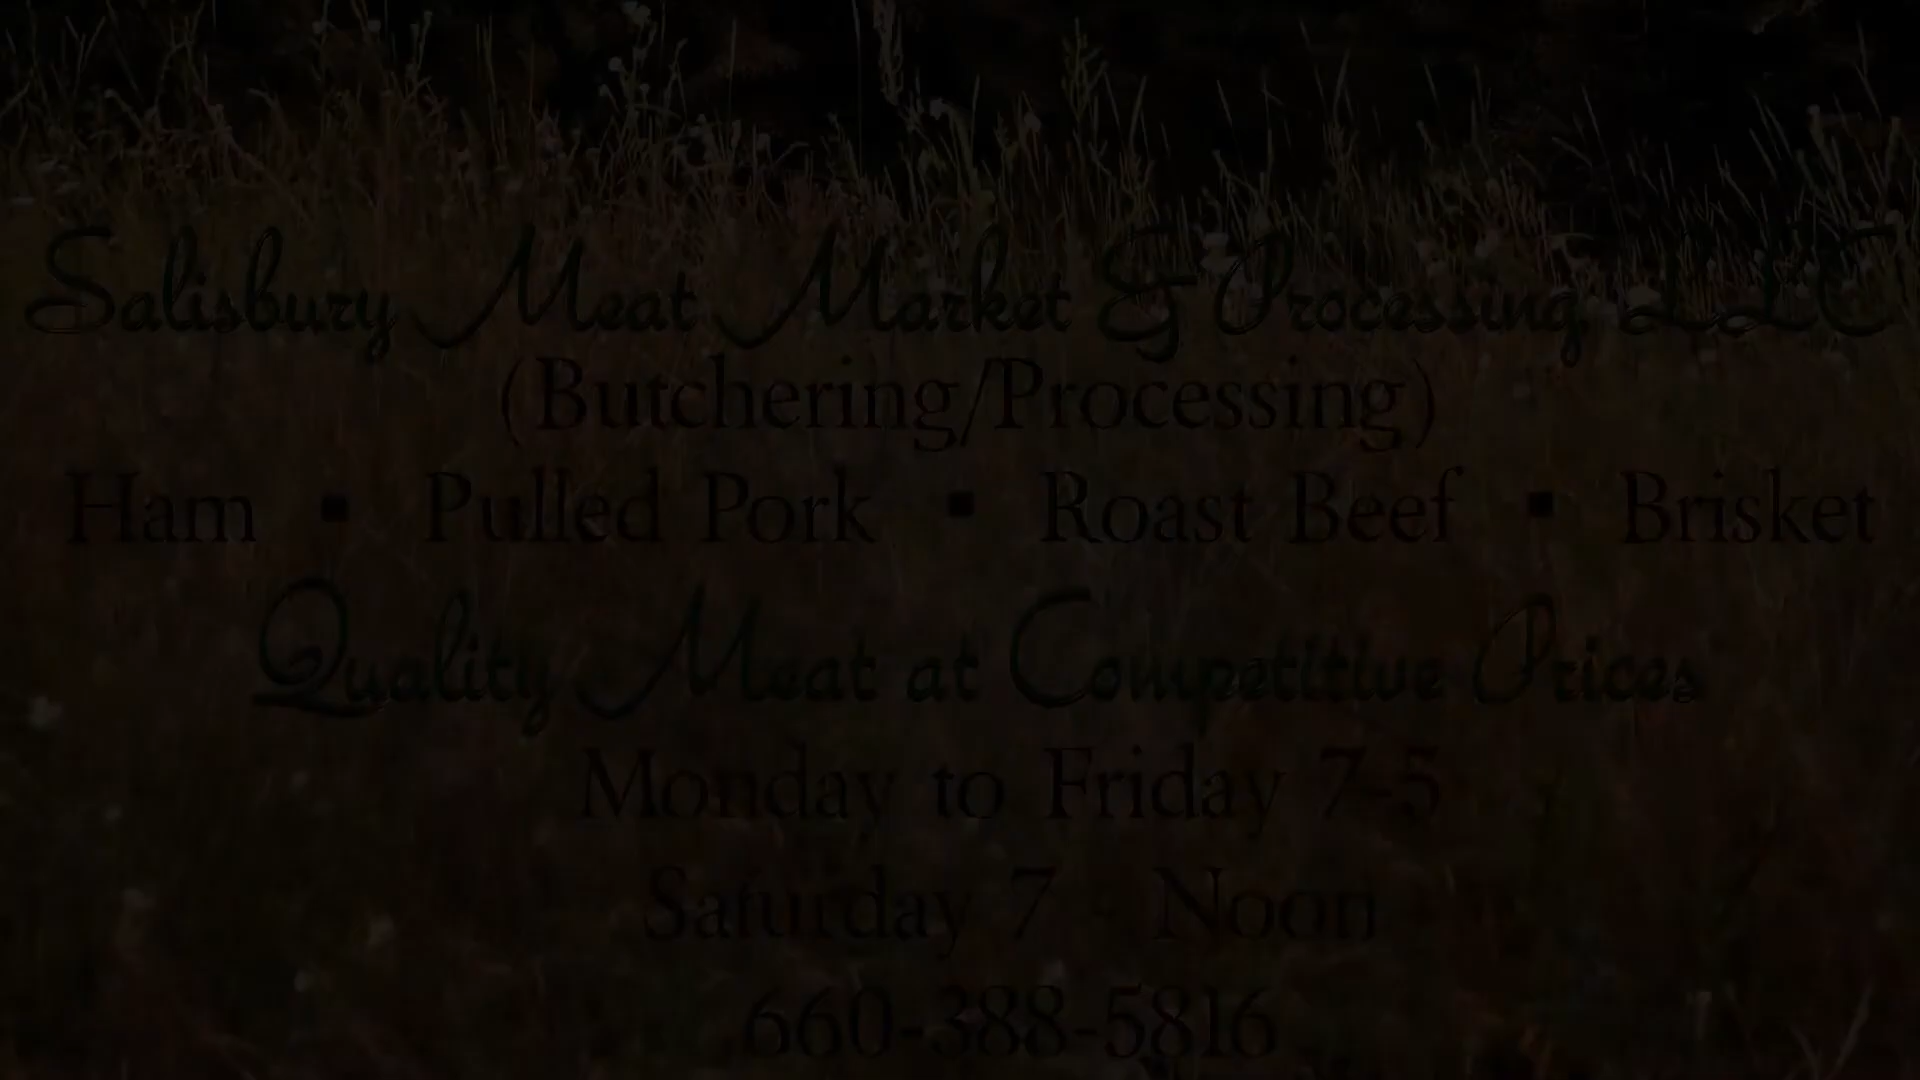 Salisbury Meat Market & Processing, LLC
(Butchering/Processing)
Ham ▪ Pulled Pork ▪ Roast Beef ▪ Brisket
Quality Meat at Competitive Prices
Monday to Friday 7-5
Saturday 7 - Noon
660-388-5816